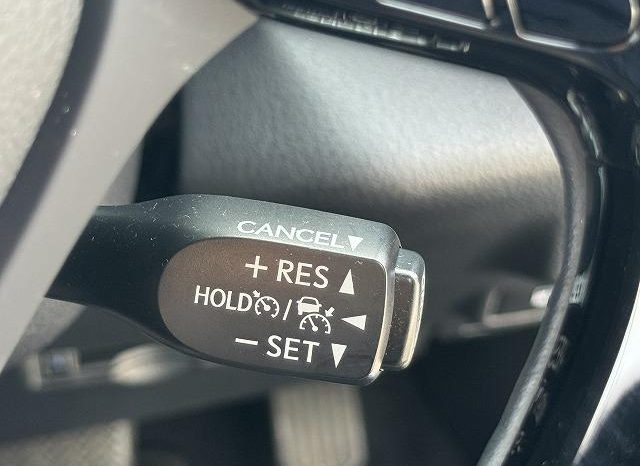 CANCEL▼
+ RES ▲
HOLD / ◀
− SET ▼